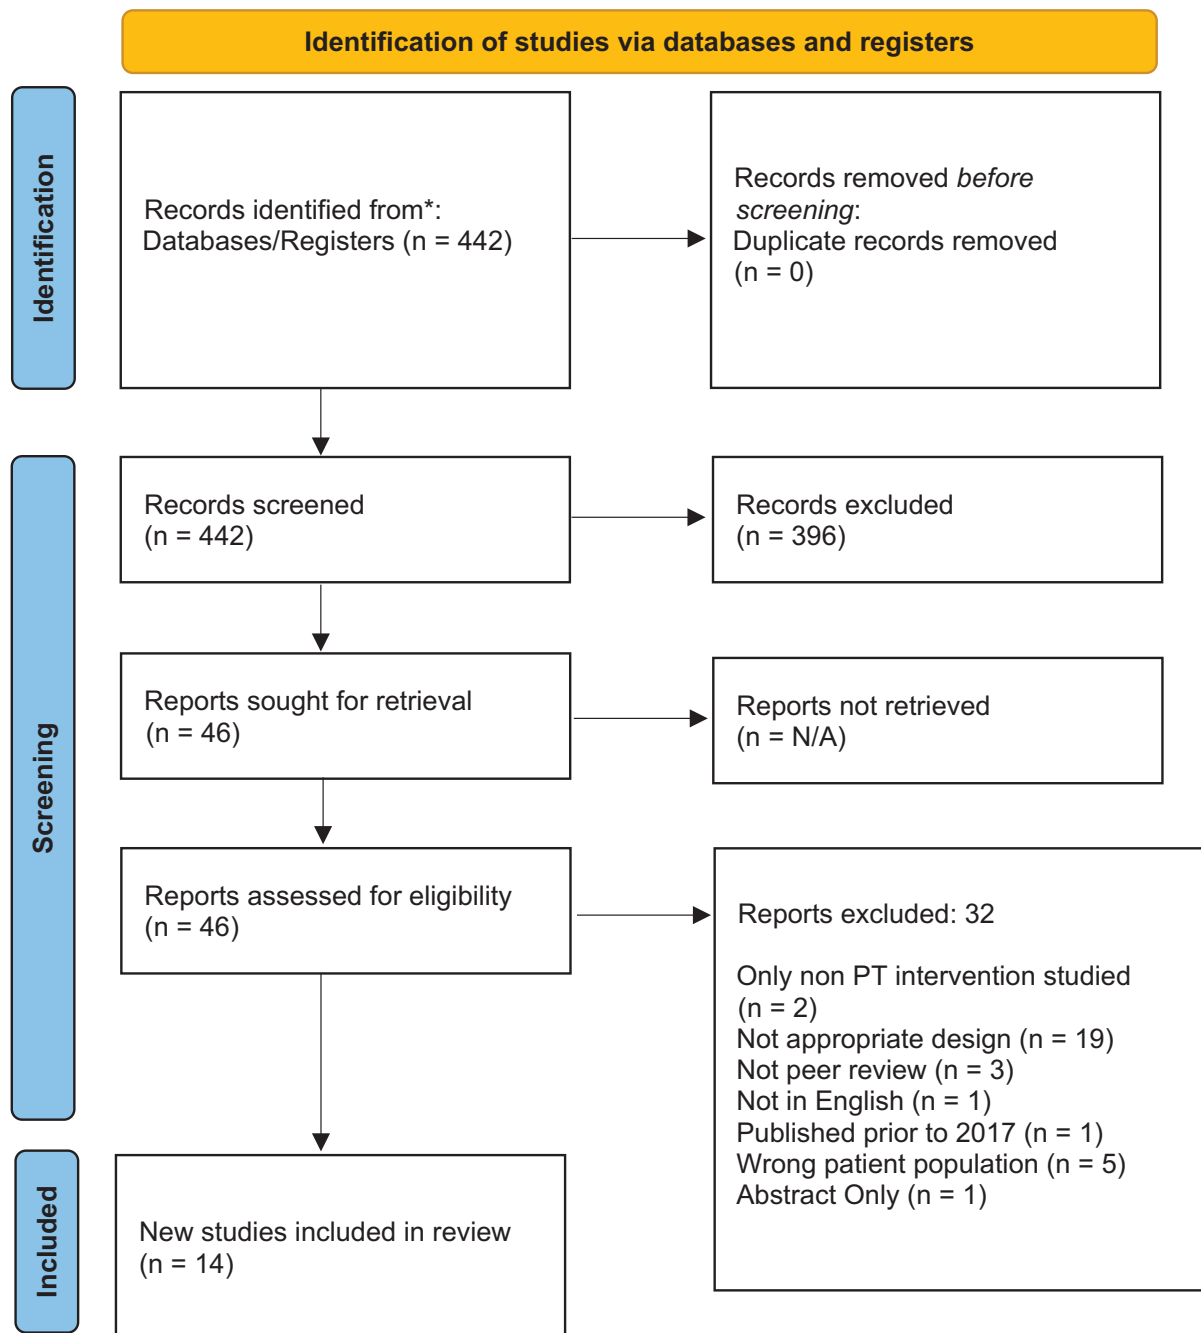 Identification of studies via databases and registers
Identification
Records identified from*:
Databases/Registers (n = 442)
Records removed before
screening:
Duplicate records removed
(n = 0)
Screening
Records screened
(n = 442)
Records excluded
(n = 396)
Reports sought for retrieval
(n = 46)
Reports not retrieved
(n = N/A)
Reports assessed for eligibility
(n = 46)
Reports excluded: 32
Only non PT intervention studied
(n = 2)
Not appropriate design (n = 19)
Not peer review (n = 3)
Not in English (n = 1)
Published prior to 2017 (n = 1)
Wrong patient population (n = 5)
Abstract Only (n = 1)
Included
New studies included in review
(n = 14)